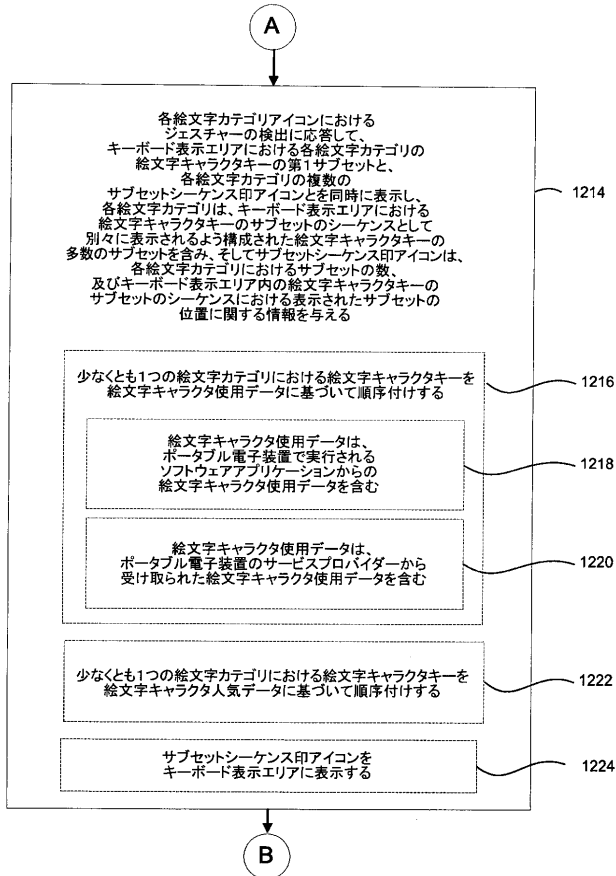 A
各絵文字カテゴリアイコンにおける
ジェスチャーの検出に応答して、
キーボード表示エリアにおける各絵文字カテゴリの
絵文字キャラクタキーの第1サブセットと、
各絵文字カテゴリの複数の
サブセットシーケンス印アイコンとを同時に表示し、
各絵文字カテゴリは、キーボード表示エリアにおける
絵文字キャラクタキーのサブセットのシーケンスとして
別々に表示されるよう構成された絵文字キャラクタキーの
多数のサブセットを含み、そしてサブセットシーケンス印アイコンは、
各絵文字カテゴリにおけるサブセットの数、
及びキーボード表示エリア内の絵文字キャラクタキーの
サブセットのシーケンスにおける表示されたサブセットの
位置に関する情報を与える
1214
少なくとも1つの絵文字カテゴリにおける絵文字キャラクタキーを
絵文字キャラクタ使用データに基づいて順序付けする
1216
絵文字キャラクタ使用データは、
ポータブル電子装置で実行される
ソフトウェアアプリケーションからの
絵文字キャラクタ使用データを含む
1218
絵文字キャラクタ使用データは、
ポータブル電子装置のサービスプロバイダーから
受け取られた絵文字キャラクタ使用データを含む
1220
少なくとも1つの絵文字カテゴリにおける絵文字キャラクタキーを
絵文字キャラクタ人気データに基づいて順序付けする
1222
サブセットシーケンス印アイコンを
キーボード表示エリアに表示する
1224
B